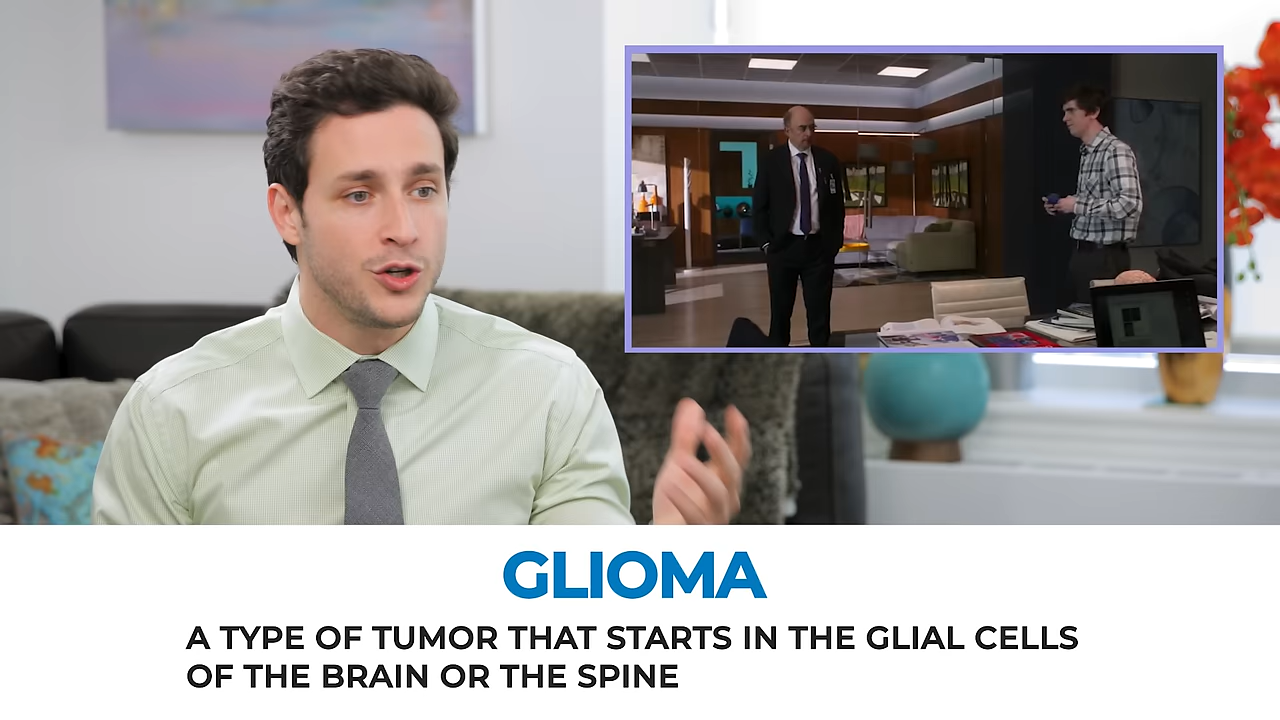 GLIOMA
A TYPE OF TUMOR THAT STARTS IN THE GLIAL CELLS
OF THE BRAIN OR THE SPINE